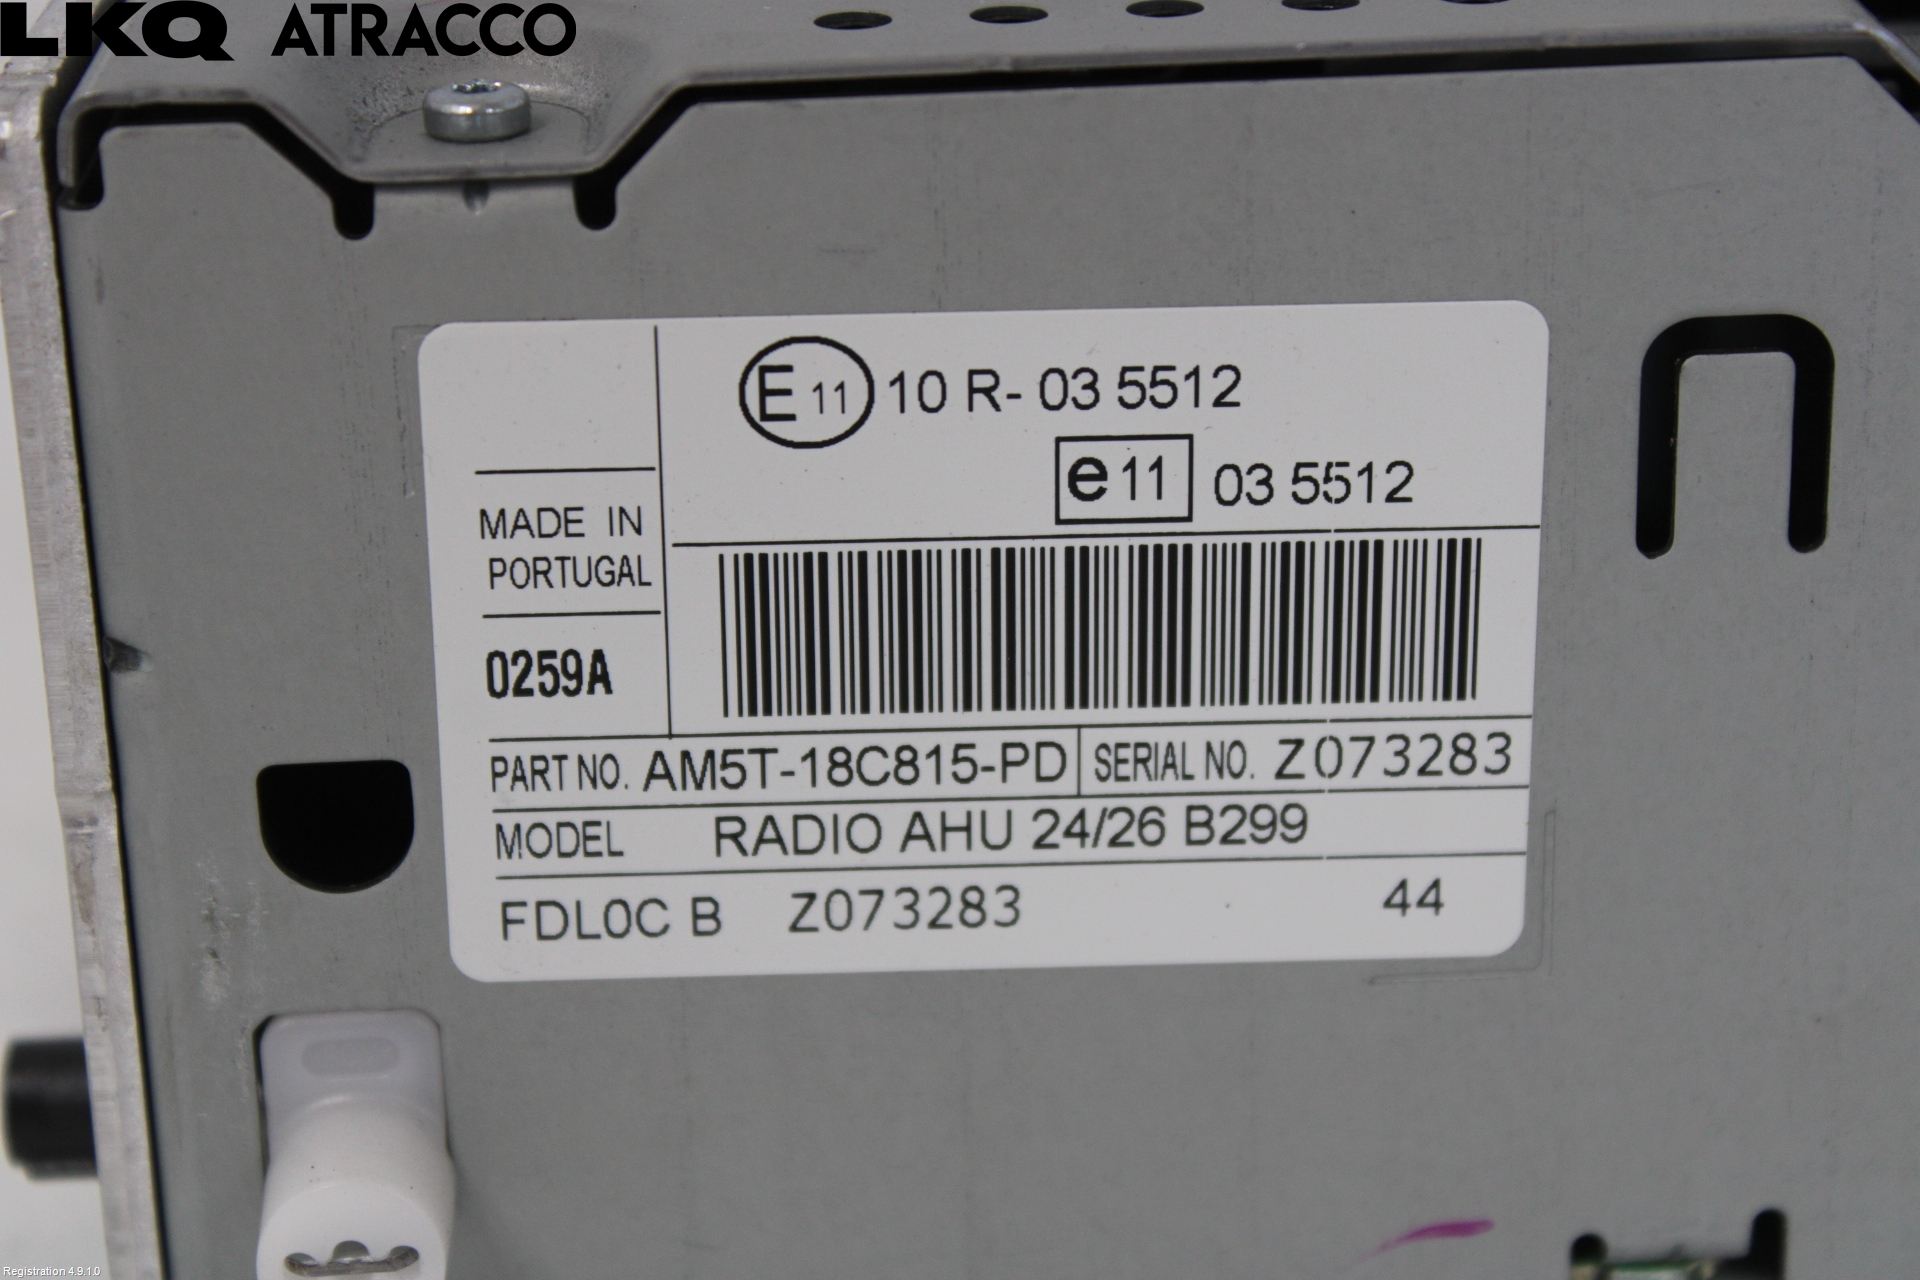 LKQ ATRACCO
E 11 10 R- 03 5512
e 11 03 5512
MADE IN
PORTUGAL
0259A
PART NO. AM5T-18C815-PD SERIAL NO. Z073283
MODEL RADIO AHU 24/26 B299
FDL0C B Z073283 44
Registration 4.9.1.0